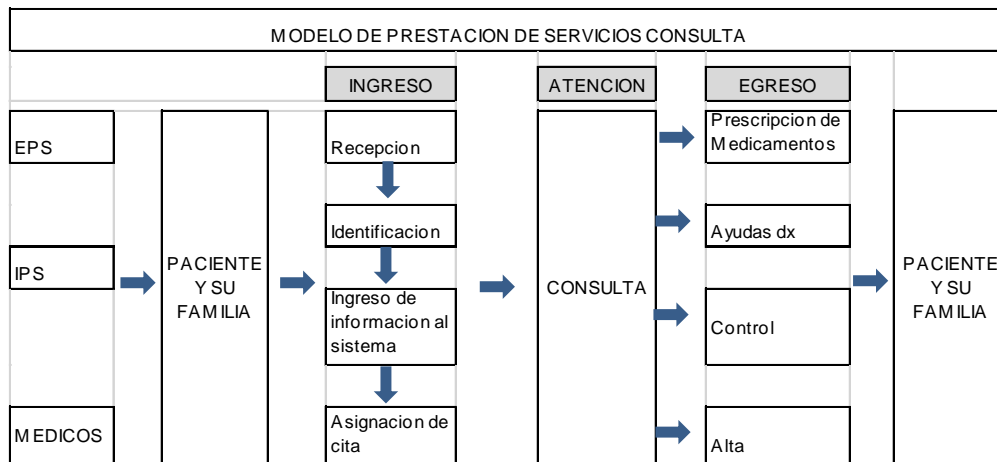 MODELO DE PRESTACION DE SERVICIOS CONSULTA
INGRESO
ATENCION
EGRESO
EPS
IPS
MEDICOS
PACIENTE
Y SU
FAMILIA
Recepcion
Identificacion
Ingreso de
informacion al
sistema
Asignacion de
cita
CONSULTA
Prescripcion de
Medicamentos
Ayudas dx
Control
Alta
PACIENTE
Y SU
FAMILIA